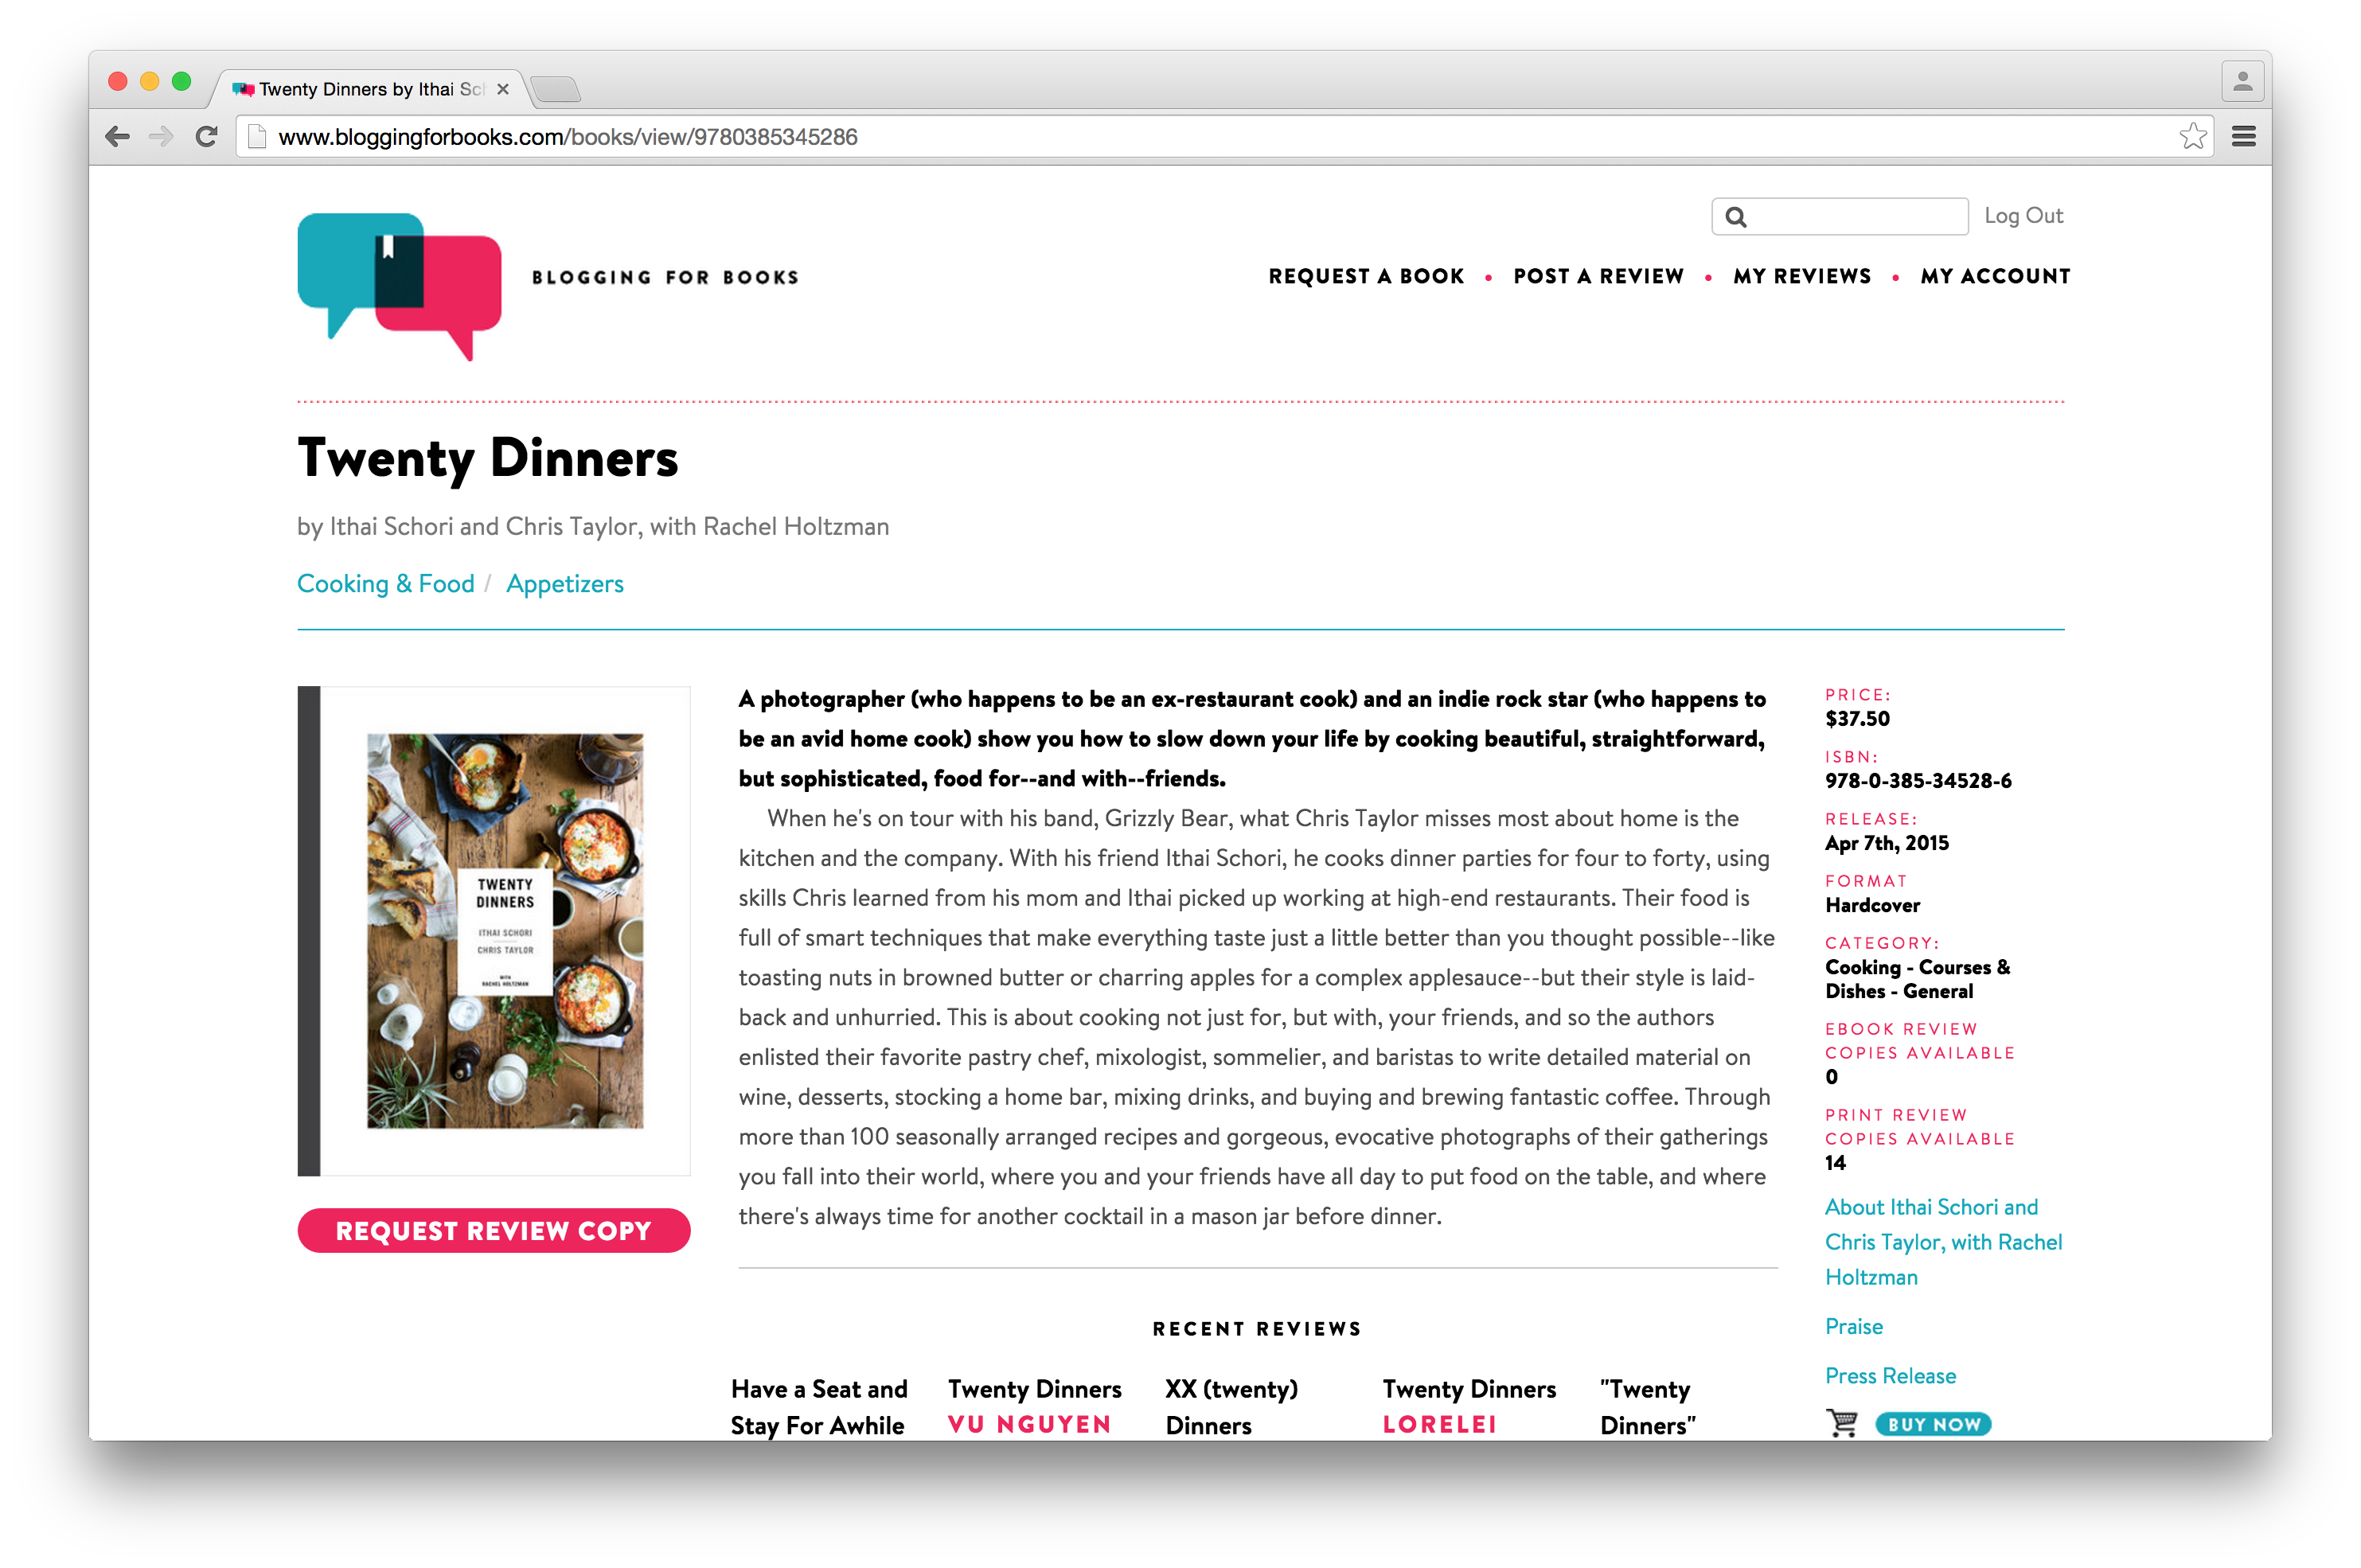 Twenty Dinners by Ithai Sch
www.bloggingforbooks.com/books/view/9780385345286
Log Out
BLOGGING FOR BOOKS
REQUEST A BOOK • POST A REVIEW • MY REVIEWS • MY ACCOUNT
Twenty Dinners
by Ithai Schori and Chris Taylor, with Rachel Holtzman
Cooking & Food / Appetizers
TWENTY
DINNERS
ITHAI SCHORI
CHRIS TAYLOR
WITH
RACHEL HOLTZMAN
REQUEST REVIEW COPY
A photographer (who happens to be an ex-restaurant cook) and an indie rock star (who happens to
be an avid home cook) show you how to slow down your life by cooking beautiful, straightforward,
but sophisticated, food for--and with--friends.
When he's on tour with his band, Grizzly Bear, what Chris Taylor misses most about home is the
kitchen and the company. With his friend Ithai Schori, he cooks dinner parties for four to forty, using
skills Chris learned from his mom and Ithai picked up working at high-end restaurants. Their food is
full of smart techniques that make everything taste just a little better than you thought possible--like
toasting nuts in browned butter or charring apples for a complex applesauce--but their style is laid-
back and unhurried. This is about cooking not just for, but with, your friends, and so the authors
enlisted their favorite pastry chef, mixologist, sommelier, and baristas to write detailed material on
wine, desserts, stocking a home bar, mixing drinks, and buying and brewing fantastic coffee. Through
more than 100 seasonally arranged recipes and gorgeous, evocative photographs of their gatherings
you fall into their world, where you and your friends have all day to put food on the table, and where
there's always time for another cocktail in a mason jar before dinner.
RECENT REVIEWS
Have a Seat and
Stay For Awhile
Twenty Dinners
VU NGUYEN
XX (twenty)
Dinners
Twenty Dinners
LORELEI
"Twenty
Dinners"
PRICE:
$37.50
ISBN:
978-0-385-34528-6
RELEASE:
Apr 7th, 2015
FORMAT
Hardcover
CATEGORY:
Cooking - Courses &
Dishes - General
EBOOK REVIEW
COPIES AVAILABLE
0
PRINT REVIEW
COPIES AVAILABLE
14
About Ithai Schori and
Chris Taylor, with Rachel
Holtzman
Praise
Press Release
BUY NOW